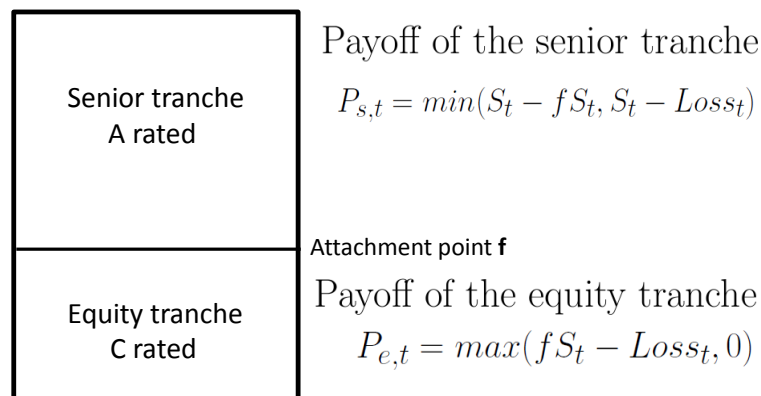 Senior tranche
A rated
Payoff of the senior tranche
P_{s,t} = min(S_t − fS_t, S_t − Loss_t)
Attachment point f
Equity tranche
C rated
Payoff of the equity tranche
P_{e,t} = max(fS_t − Loss_t, 0)